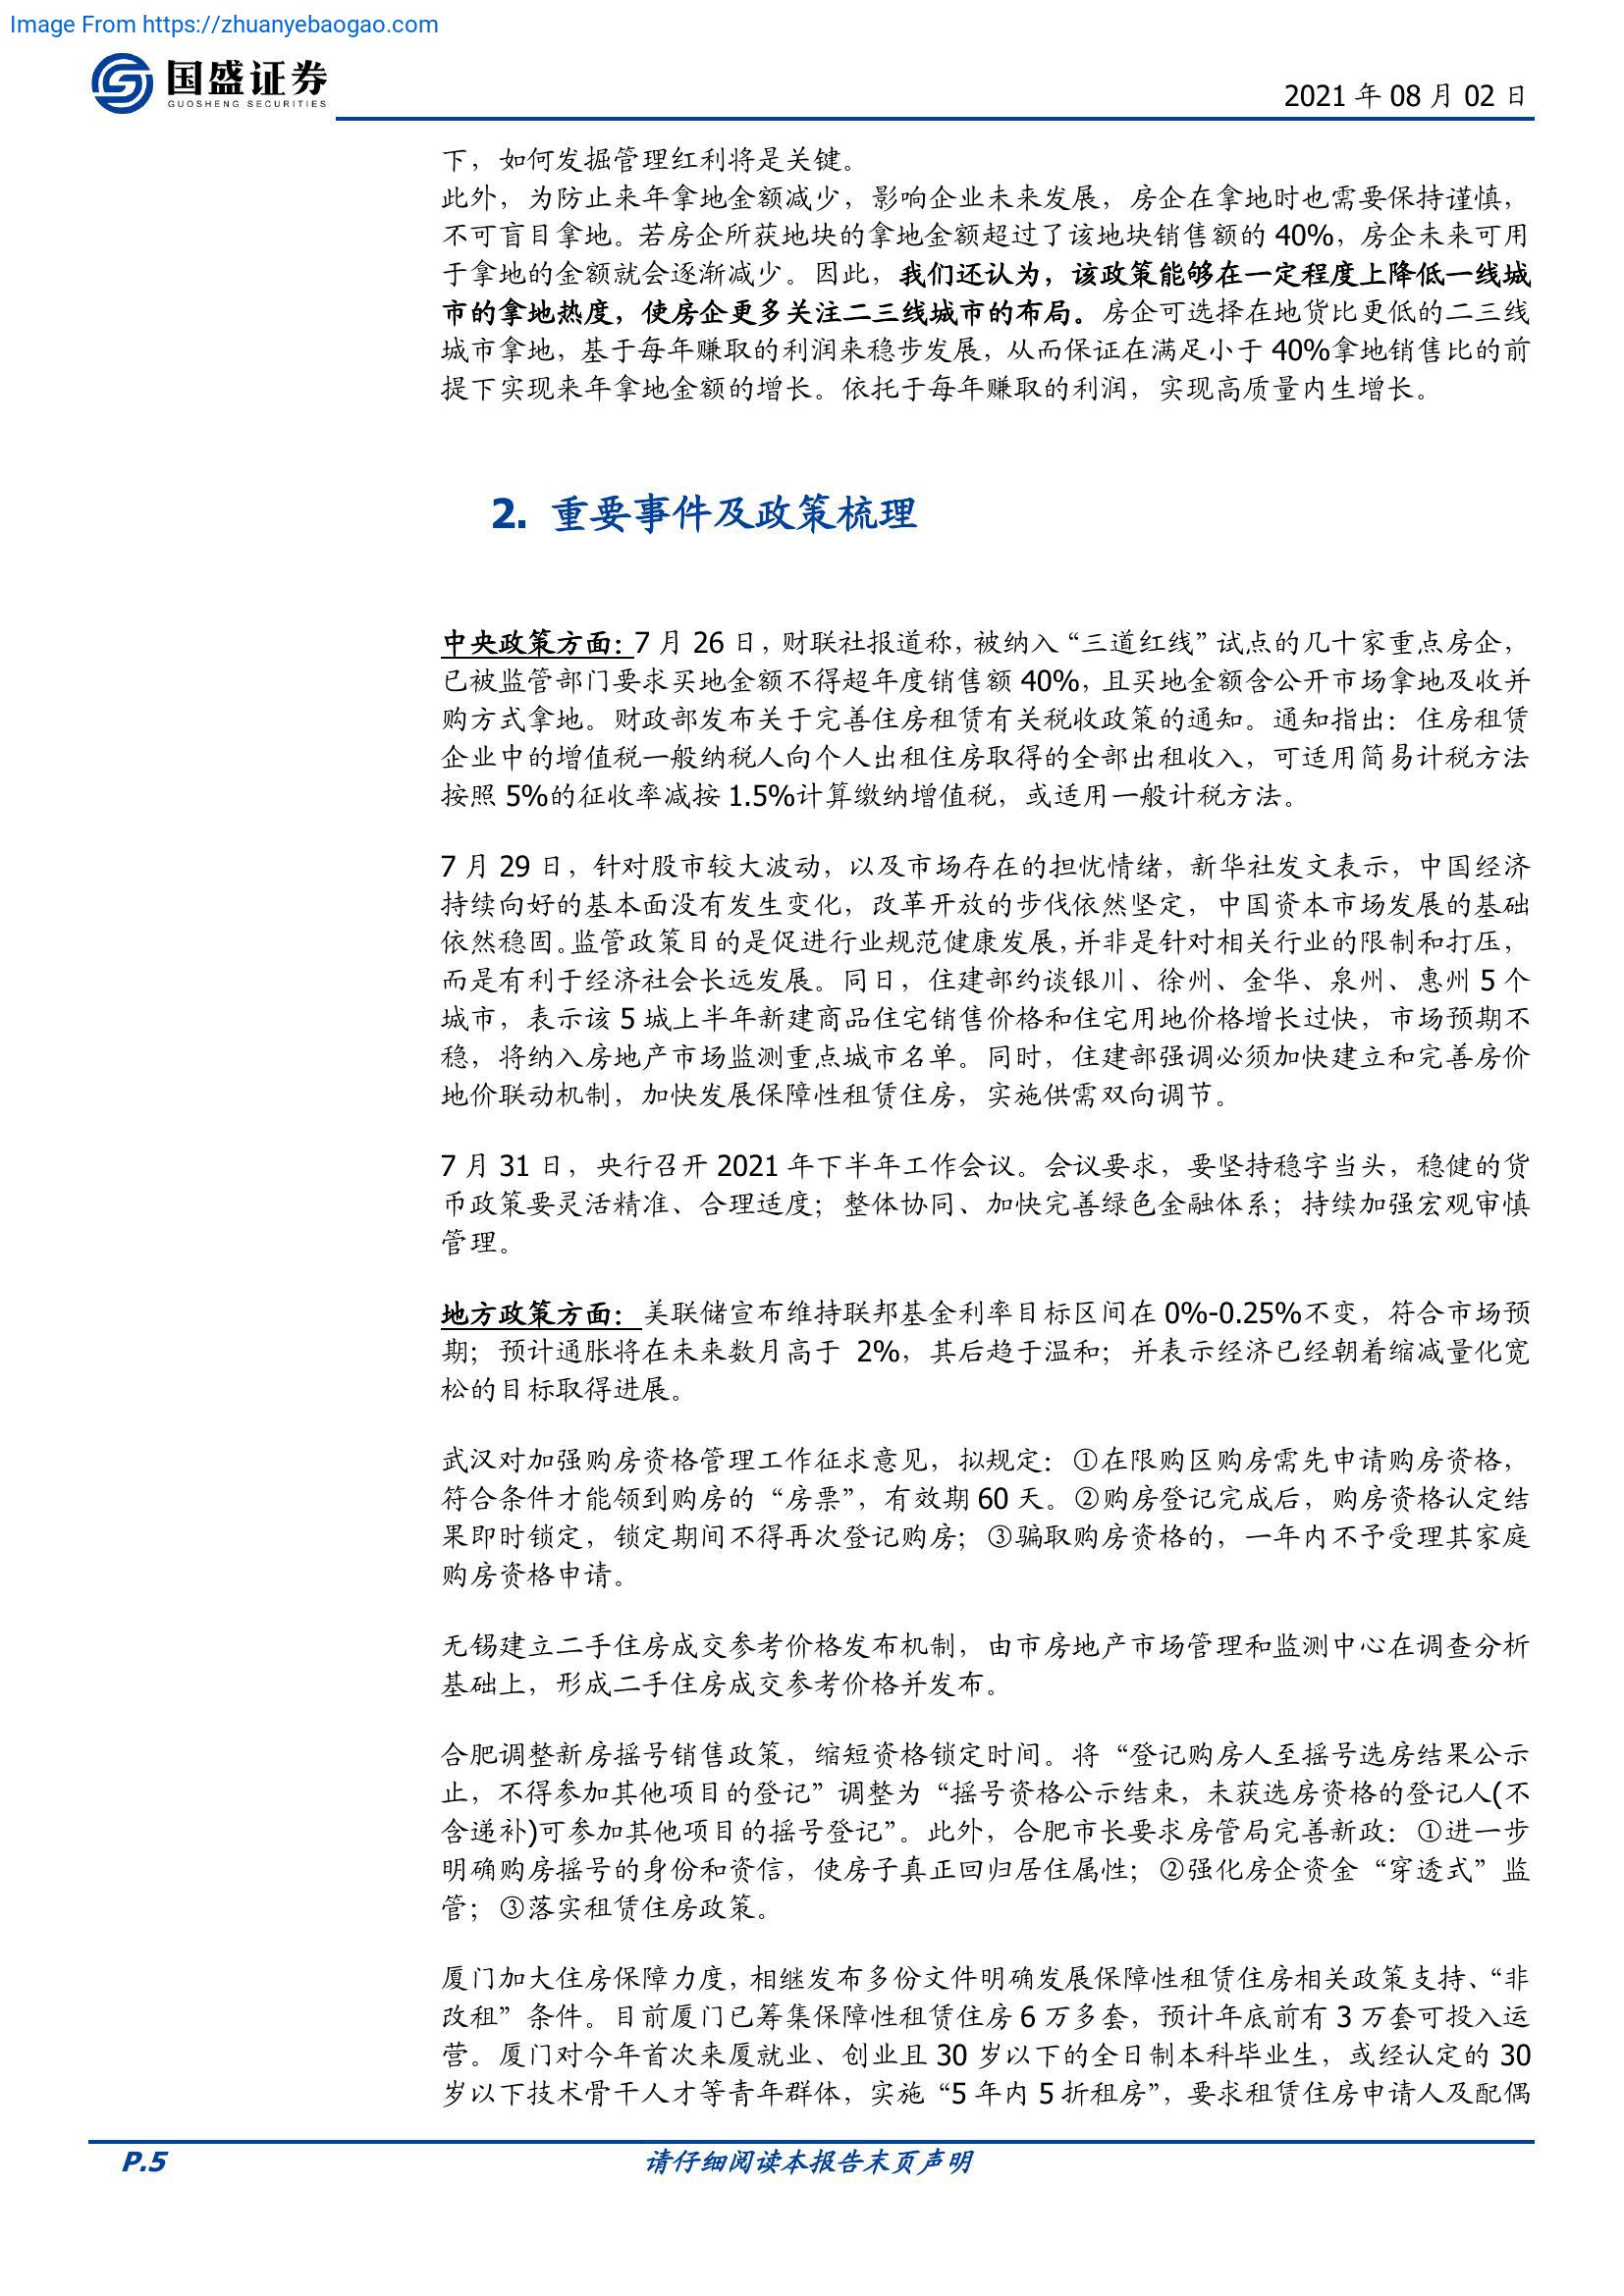 Image From https://zhuanyebaogao.com
国盛证券
GUOSHENG SECURITIES
2021 年 08 月 02 日
下，如何发掘管理红利将是关键。
此外，为防止来年拿地金额减少，影响企业未来发展，房企在拿地时也需要保持谨慎，
不可盲目拿地。若房企所获地块的拿地金额超过了该地块销售额的 40%，房企未来可用
于拿地的金额就会逐渐减少。因此，我们还认为，该政策能够在一定程度上降低一线城
市的拿地热度，使房企更多关注二三线城市的布局。房企可选择在地货比更低的二三线
城市拿地，基于每年赚取的利润来稳步发展，从而保证在满足小于 40%拿地销售比的前
提下实现来年拿地金额的增长。依托于每年赚取的利润，实现高质量内生增长。
2. 重要事件及政策梳理
中央政策方面：7 月 26 日，财联社报道称，被纳入“三道红线”试点的几十家重点房企，
已被监管部门要求买地金额不得超年度销售额 40%，且买地金额含公开市场拿地及收并
购方式拿地。财政部发布关于完善住房租赁有关税收政策的通知。通知指出：住房租赁
企业中的增值税一般纳税人向个人出租住房取得的全部出租收入，可适用简易计税方法
按照 5%的征收率减按 1.5%计算缴纳增值税，或适用一般计税方法。
7 月 29 日，针对股市较大波动，以及市场存在的担忧情绪，新华社发文表示，中国经济
持续向好的基本面没有发生变化，改革开放的步伐依然坚定，中国资本市场发展的基础
依然稳固。监管政策目的是促进行业规范健康发展，并非是针对相关行业的限制和打压，
而是有利于经济社会长远发展。同日，住建部约谈银川、徐州、金华、泉州、惠州 5 个
城市，表示该 5 城上半年新建商品住宅销售价格和住宅用地价格增长过快，市场预期不
稳，将纳入房地产市场监测重点城市名单。同时，住建部强调必须加快建立和完善房价
地价联动机制，加快发展保障性租赁住房，实施供需双向调节。
7 月 31 日，央行召开 2021 年下半年工作会议。会议要求，要坚持稳字当头，稳健的货
币政策要灵活精准、合理适度；整体协同、加快完善绿色金融体系；持续加强宏观审慎
管理。
地方政策方面：美联储宣布维持联邦基金利率目标区间在 0%-0.25%不变，符合市场预
期；预计通胀将在未来数月高于 2%，其后趋于温和；并表示经济已经朝着缩减量化宽
松的目标取得进展。
武汉对加强购房资格管理工作征求意见，拟规定：①在限购区购房需先申请购房资格，
符合条件才能领到购房的“房票”，有效期 60 天。②购房登记完成后，购房资格认定结
果即时锁定，锁定期间不得再次登记购房；③骗取购房资格的，一年内不予受理其家庭
购房资格申请。
无锡建立二手住房成交参考价格发布机制，由市房地产市场管理和监测中心在调查分析
基础上，形成二手住房成交参考价格并发布。
合肥调整新房摇号销售政策，缩短资格锁定时间。将“登记购房人至摇号选房结果公示
止，不得参加其他项目的登记”调整为“摇号资格公示结束，未获选房资格的登记人(不
含递补)可参加其他项目的摇号登记”。此外，合肥市长要求房管局完善新政：①进一步
明确购房摇号的身份和资信，使房子真正回归居住属性；②强化房企资金“穿透式”监
管；③落实租赁住房政策。
厦门加大住房保障力度，相继发布多份文件明确发展保障性租赁住房相关政策支持、“非
改租”条件。目前厦门已筹集保障性租赁住房 6 万多套，预计年底前有 3 万套可投入运
营。厦门对今年首次来厦就业、创业且 30 岁以下的全日制本科毕业生，或经认定的 30
岁以下技术骨干人才等青年群体，实施“5 年内 5 折租房”，要求租赁住房申请人及配偶
P.5
请仔细阅读本报告末页声明